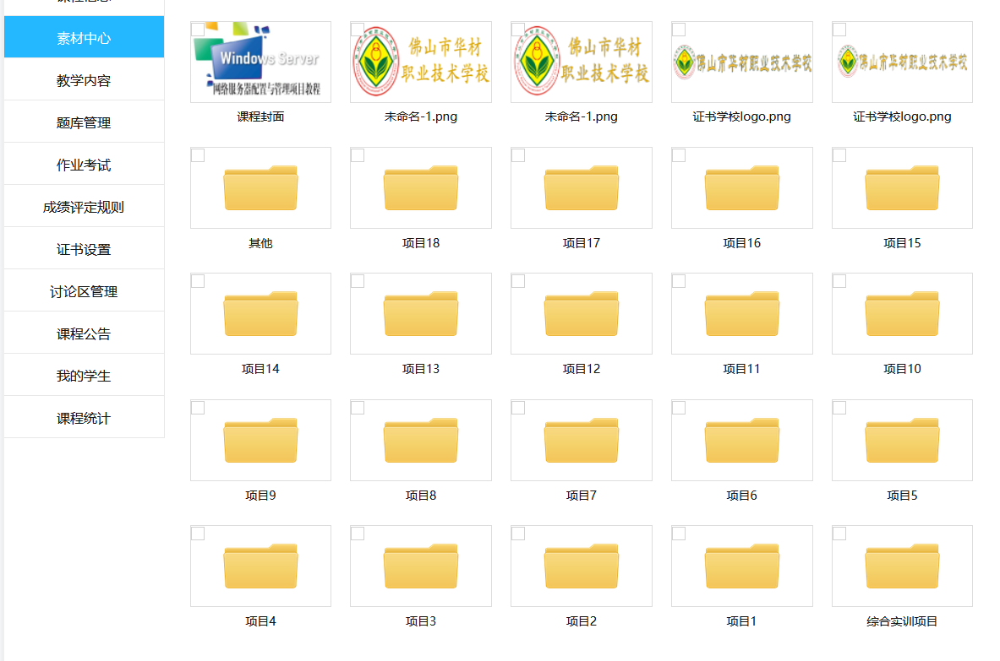 素材中心
教学内容
题库管理
作业考试
成绩评定规则
证书设置
讨论区管理
课程公告
我的学生
课程统计
Windows Server
网络服务器配置与管理项目教程
佛山市华材
职业技术学校
佛山市华材
职业技术学校
佛山市华材职业技术学校
佛山市华材职业技术学校
课程封面
未命名-1.png
未命名-1.png
证书学校logo.png
证书学校logo.png
其他
项目18
项目17
项目16
项目15
项目14
项目13
项目12
项目11
项目10
项目9
项目8
项目7
项目6
项目5
项目4
项目3
项目2
项目1
综合实训项目